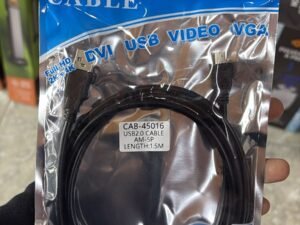 CABLE
DVI USB VIDEO VGA
Full HD
CAB-45016
USB2.0 CABLE
AM-5P
LENGTH:1.5M